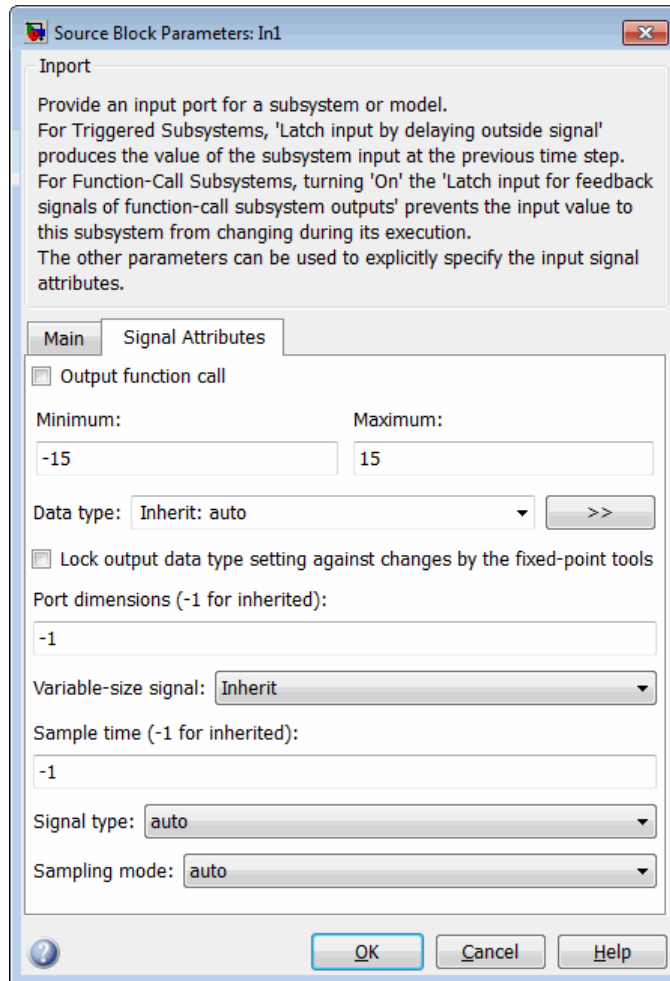 Source Block Parameters: In1
Inport
Provide an input port for a subsystem or model.
For Triggered Subsystems, 'Latch input by delaying outside signal'
produces the value of the subsystem input at the previous time step.
For Function-Call Subsystems, turning 'On' the 'Latch input for feedback
signals of function-call subsystem outputs' prevents the input value to
this subsystem from changing during its execution.
The other parameters can be used to explicitly specify the input signal
attributes.
Main Signal Attributes
Output function call
Minimum: Maximum:
-15 15
Data type: Inherit: auto >>
Lock output data type setting against changes by the fixed-point tools
Port dimensions (-1 for inherited):
-1
Variable-size signal: Inherit
Sample time (-1 for inherited):
-1
Signal type: auto
Sampling mode: auto
? OK Cancel Help